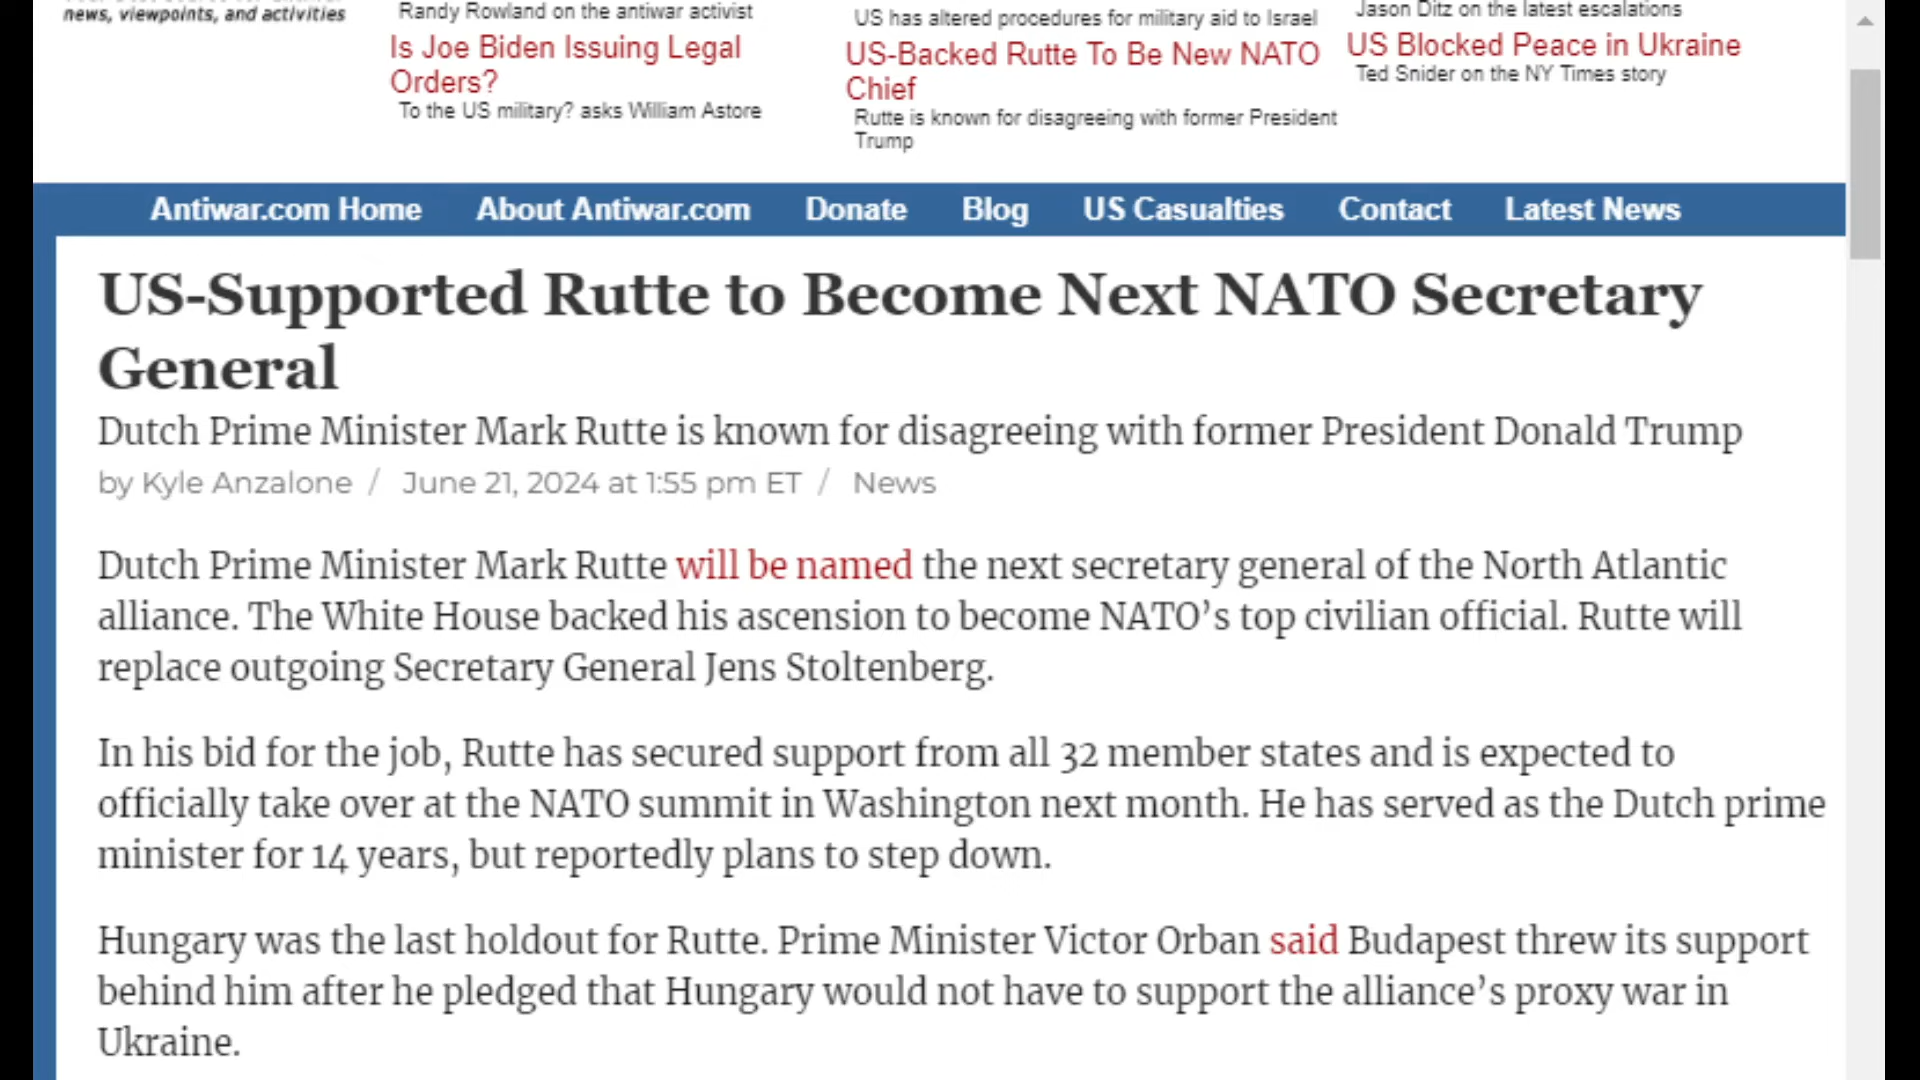 news, viewpoints, and activities
Randy Rowland on the antiwar activist
Is Joe Biden Issuing Legal
Orders?
To the US military? asks William Astore
US has altered procedures for military aid to Israel
US-Backed Rutte To Be New NATO
Chief
Rutte is known for disagreeing with former President
Trump
Jason Ditz on the latest escalations
US Blocked Peace in Ukraine
Ted Snider on the NY Times story
Antiwar.com Home About Antiwar.com Donate Blog US Casualties Contact Latest News
US-Supported Rutte to Become Next NATO Secretary
General
Dutch Prime Minister Mark Rutte is known for disagreeing with former President Donald Trump
by Kyle Anzalone / June 21, 2024 at 1:55 pm ET / News
Dutch Prime Minister Mark Rutte will be named the next secretary general of the North Atlantic
alliance. The White House backed his ascension to become NATO’s top civilian official. Rutte will
replace outgoing Secretary General Jens Stoltenberg.
In his bid for the job, Rutte has secured support from all 32 member states and is expected to
officially take over at the NATO summit in Washington next month. He has served as the Dutch prime
minister for 14 years, but reportedly plans to step down.
Hungary was the last holdout for Rutte. Prime Minister Victor Orban said Budapest threw its support
behind him after he pledged that Hungary would not have to support the alliance’s proxy war in
Ukraine.